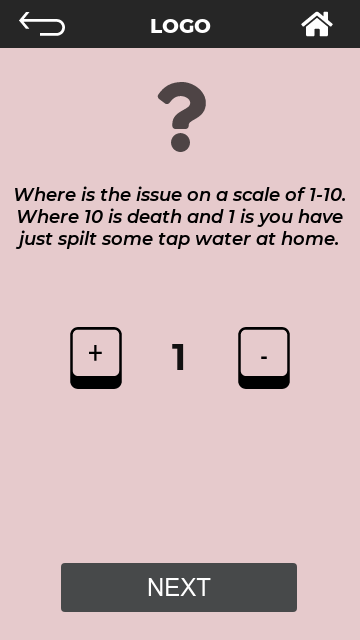 LOGO
?
Where is the issue on a scale of 1-10.
Where 10 is death and 1 is you have
just spilt some tap water at home.
+ 1 -
NEXT